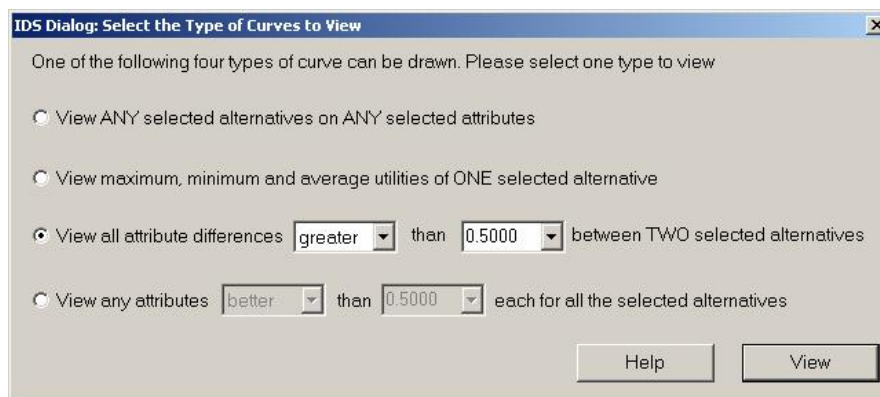 IDS Dialog: Select the Type of Curves to View
One of the following four types of curve can be drawn. Please select one type to view
View ANY selected alternatives on ANY selected attributes
View maximum, minimum and average utilities of ONE selected alternative
View all attribute differences greater than 0.5000 between TWO selected alternatives
View any attributes better than 0.5000 each for all the selected alternatives
Help View